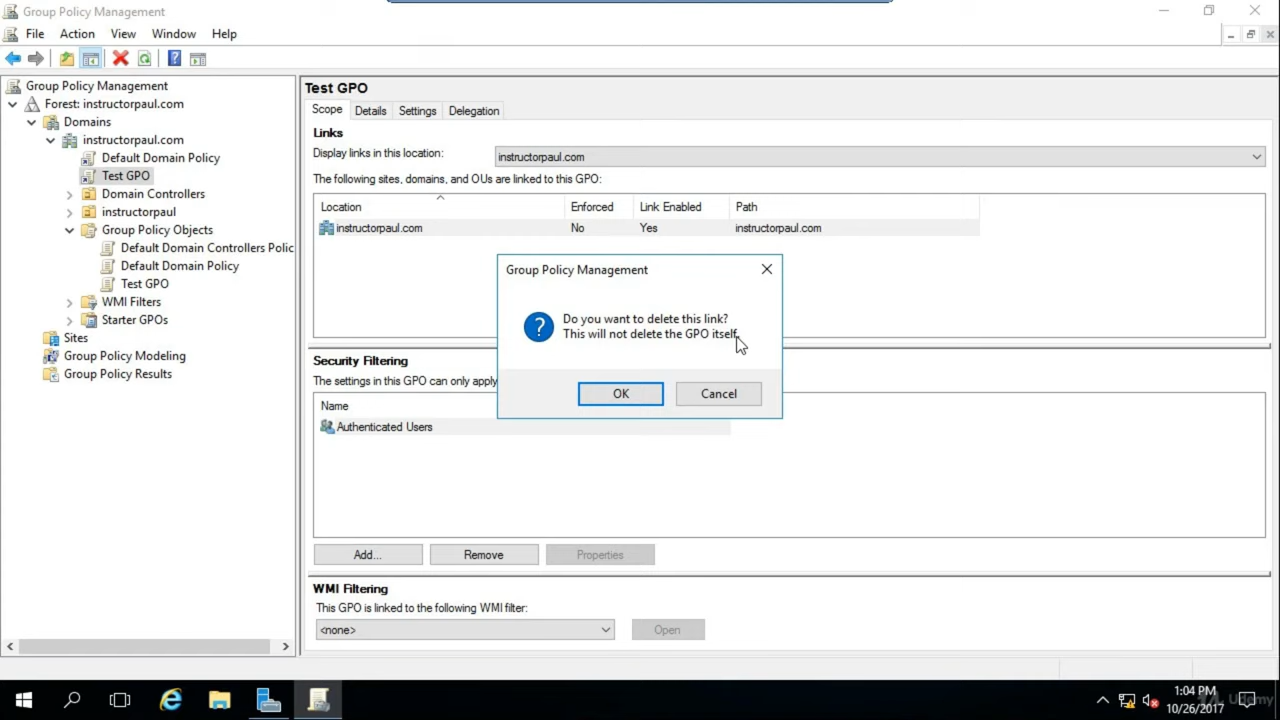 Group Policy Management
File Action View Window Help
Group Policy Management
Forest: instructorpaul.com
Domains
instructorpaul.com
Default Domain Policy
Test GPO
Domain Controllers
instructorpaul
Group Policy Objects
Default Domain Controllers Polic
Default Domain Policy
Test GPO
WMI Filters
Starter GPOs
Sites
Group Policy Modeling
Group Policy Results
Test GPO
Scope Details Settings Delegation
Links
Display links in this location: instructorpaul.com
The following sites, domains, and OUs are linked to this GPO:
Location Enforced Link Enabled Path
instructorpaul.com No Yes instructorpaul.com
Group Policy Management
?
Do you want to delete this link?
This will not delete the GPO itself.
OK Cancel
Security Filtering
The settings in this GPO can only apply
Name
Authenticated Users
Add... Remove Properties
WMI Filtering
This GPO is linked to the following WMI filter:
<none> Open
1:04 PM
10/26/2017
Udemy